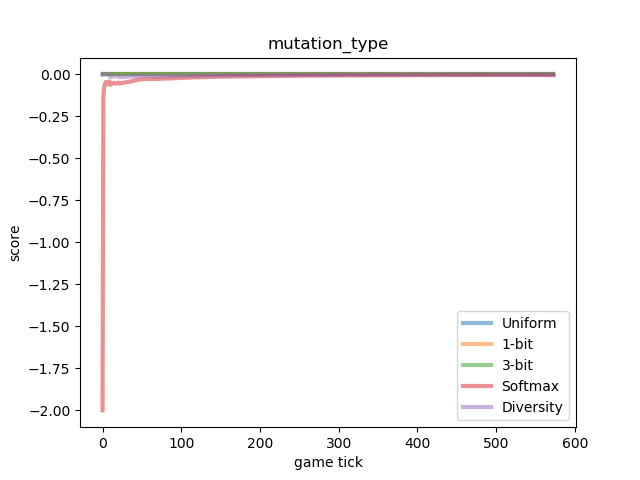 mutation_type
score
0.00
−0.25
−0.50
−0.75
−1.00
−1.25
−1.50
−1.75
−2.00
Uniform
1-bit
3-bit
Softmax
Diversity
0 100 200 300 400 500 600
game tick